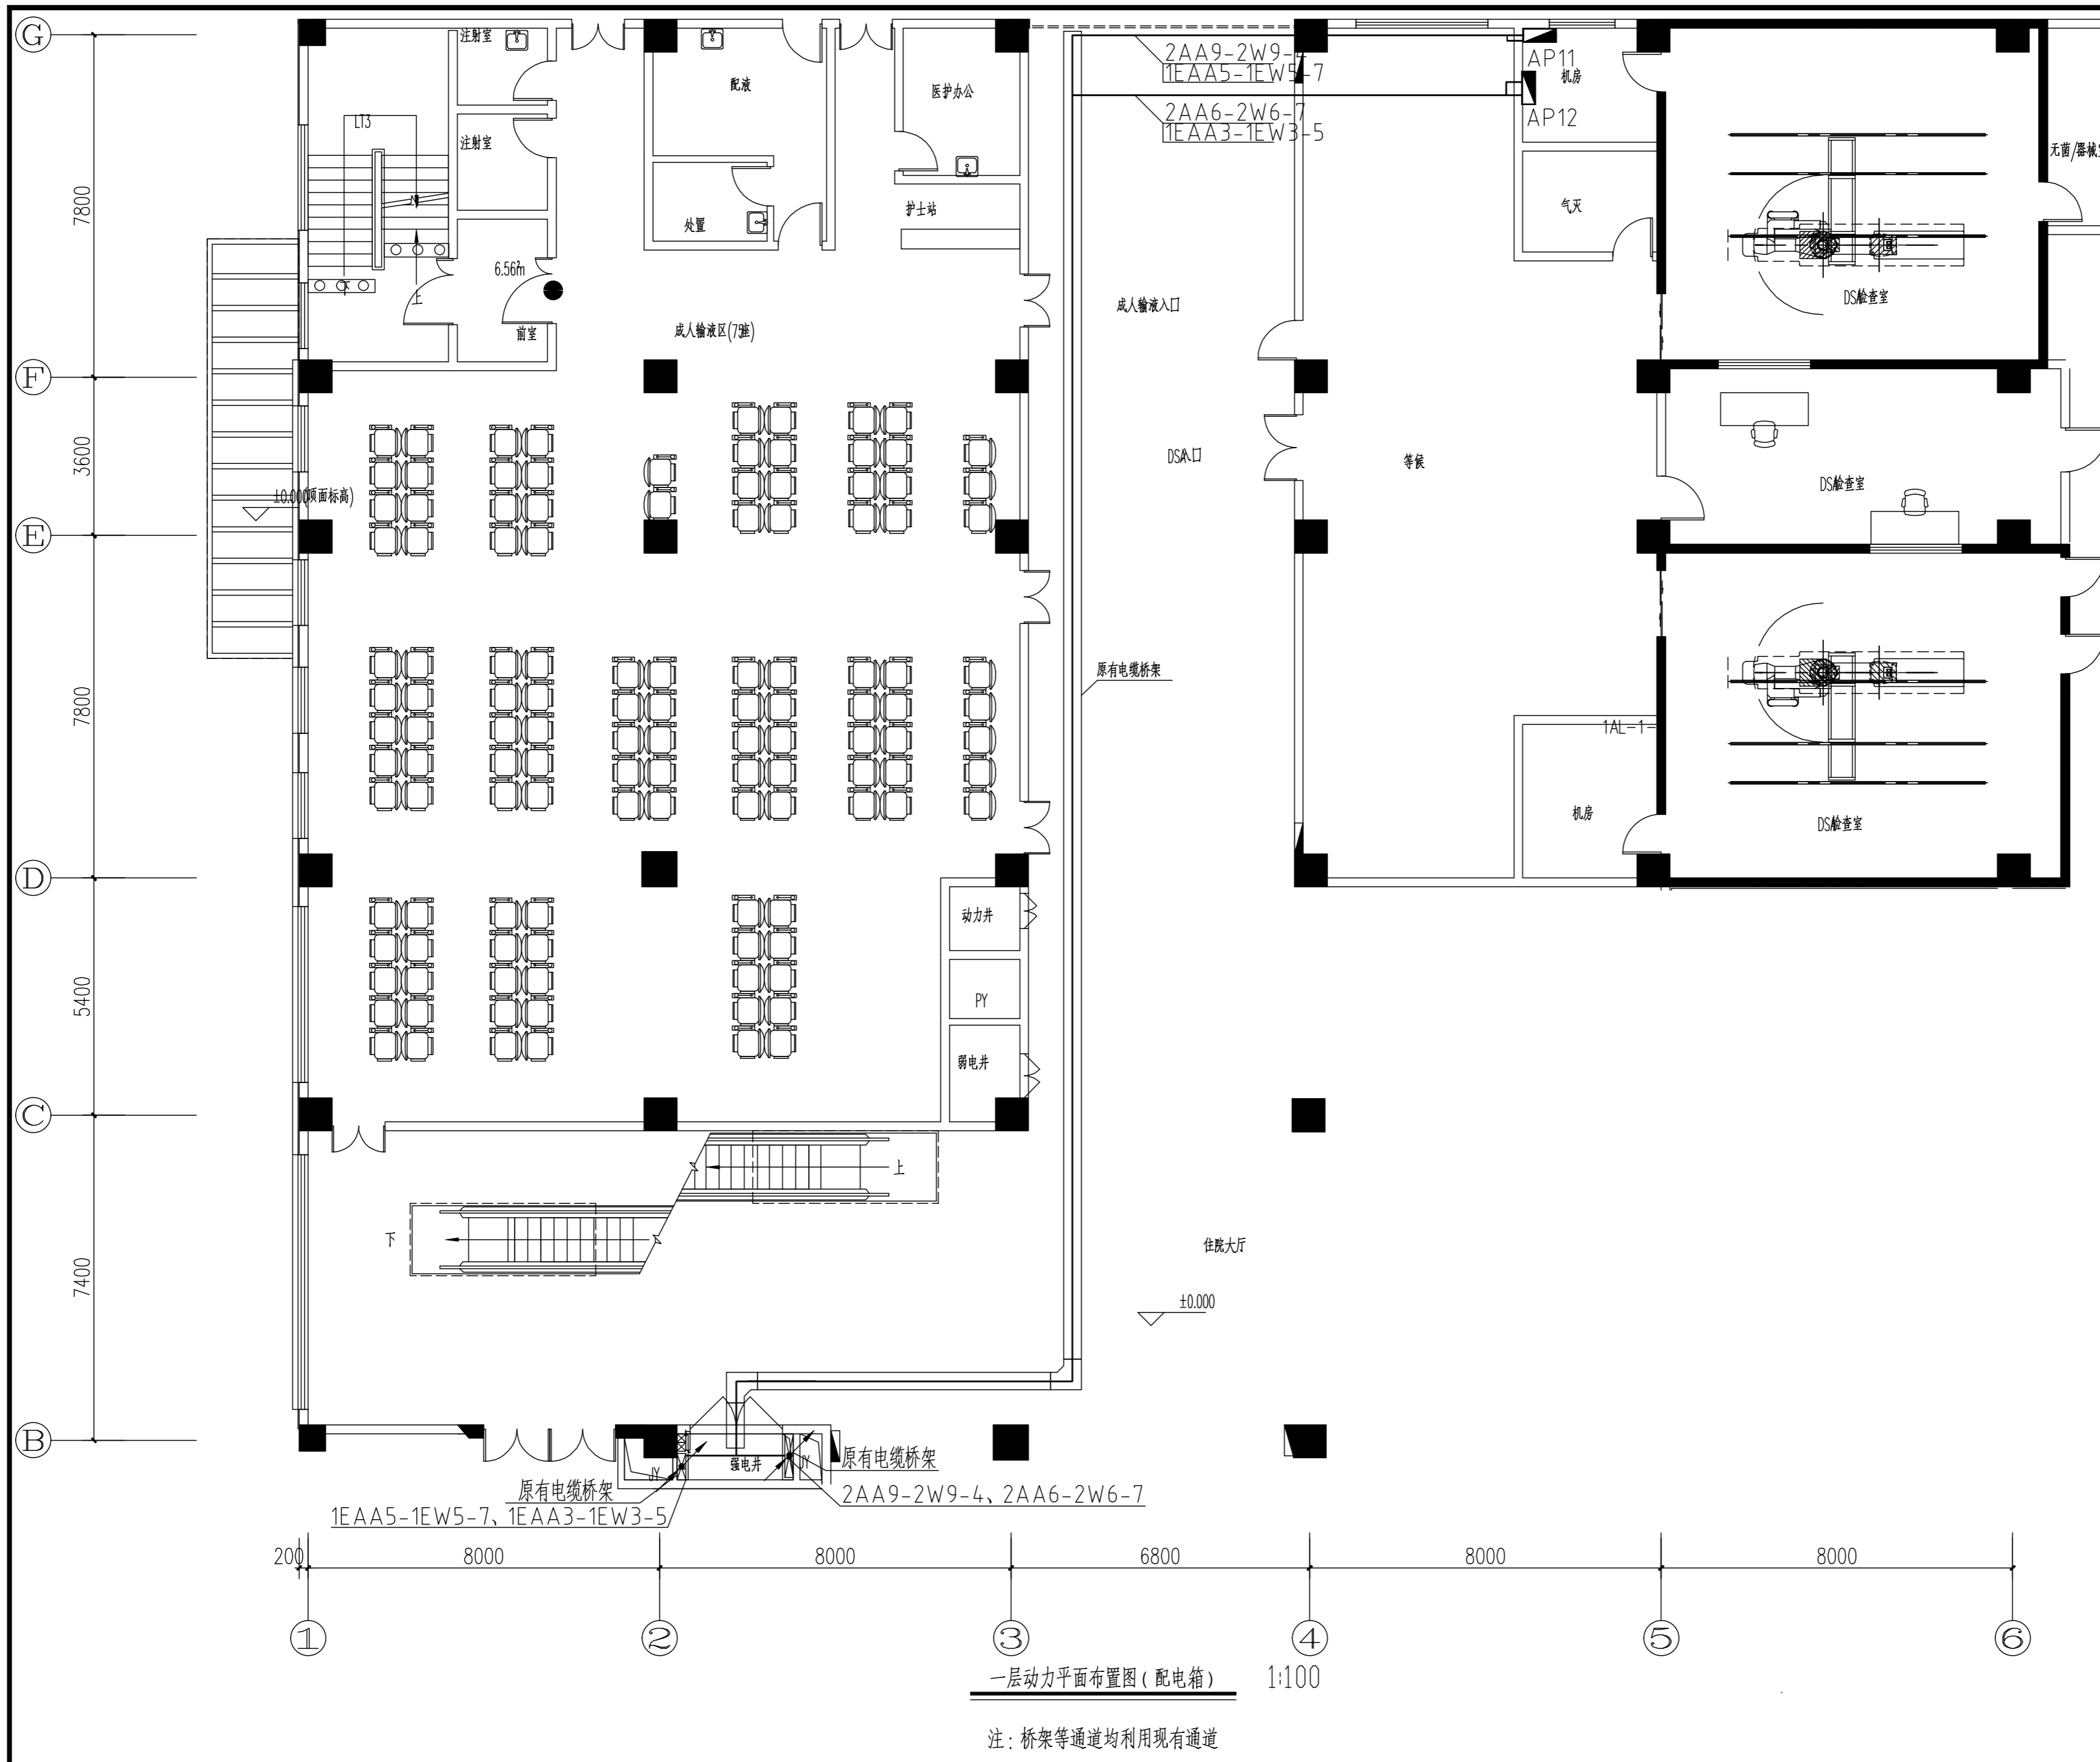 G
注射室
2AA9-2W9-4
1EAA5-1EW5-7
AP11
机房
配液
医护办公
LT3
2AA6-2W6-7
1EAA3-1EW3-5
AP12
注射室
无菌/器械
7800
处置
护士站
气灭
6.56㎡
下
上
前室
成人输液区(75座)
成人输液入口
DSA检查室
F
3600
DSA入口
等候
DSA检查室
±0.000(顶面标高)
E
7800
原有电缆桥架
1AL-1-
机房
DSA检查室
D
动力井
5400
PY
弱电井
C
上
下
住院大厅
7400
±0.000
B
JY
强电井
JY
原有电缆桥架
原有电缆桥架
2AA9-2W9-4、2AA6-2W6-7
1EAA5-1EW5-7、1EAA3-1EW3-5
200
8000
8000
6800
8000
8000
1
2
3
4
5
6
一层动力平面布置图(配电箱) 1:100
注:桥架等通道均利用现有通道